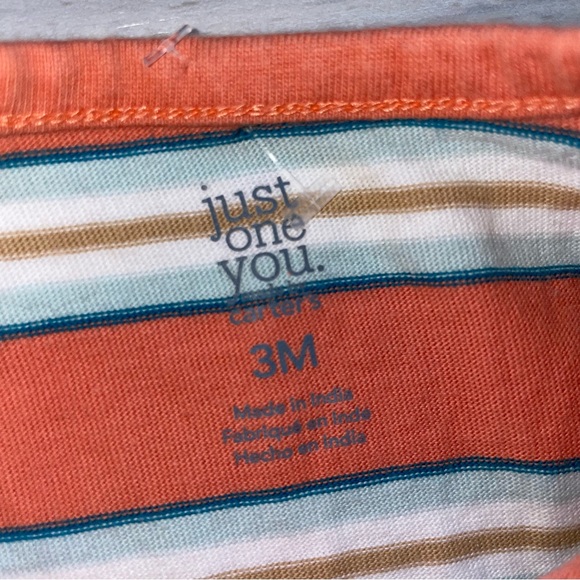 just
one
you.
carter's
3M
Made in India
Fabriqué en Inde
Hecho en India